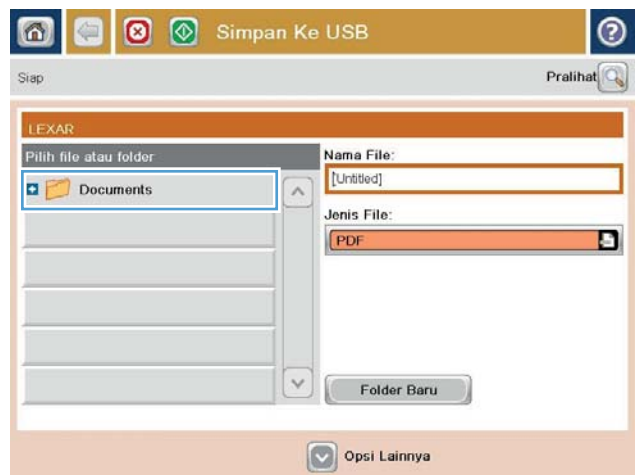 Simpan Ke USB
Siap
Pralihat
LEXAR
Pilih file atau folder
Documents
Nama File:
[Untitled]
Jenis File:
PDF
Folder Baru
Opsi Lainnya